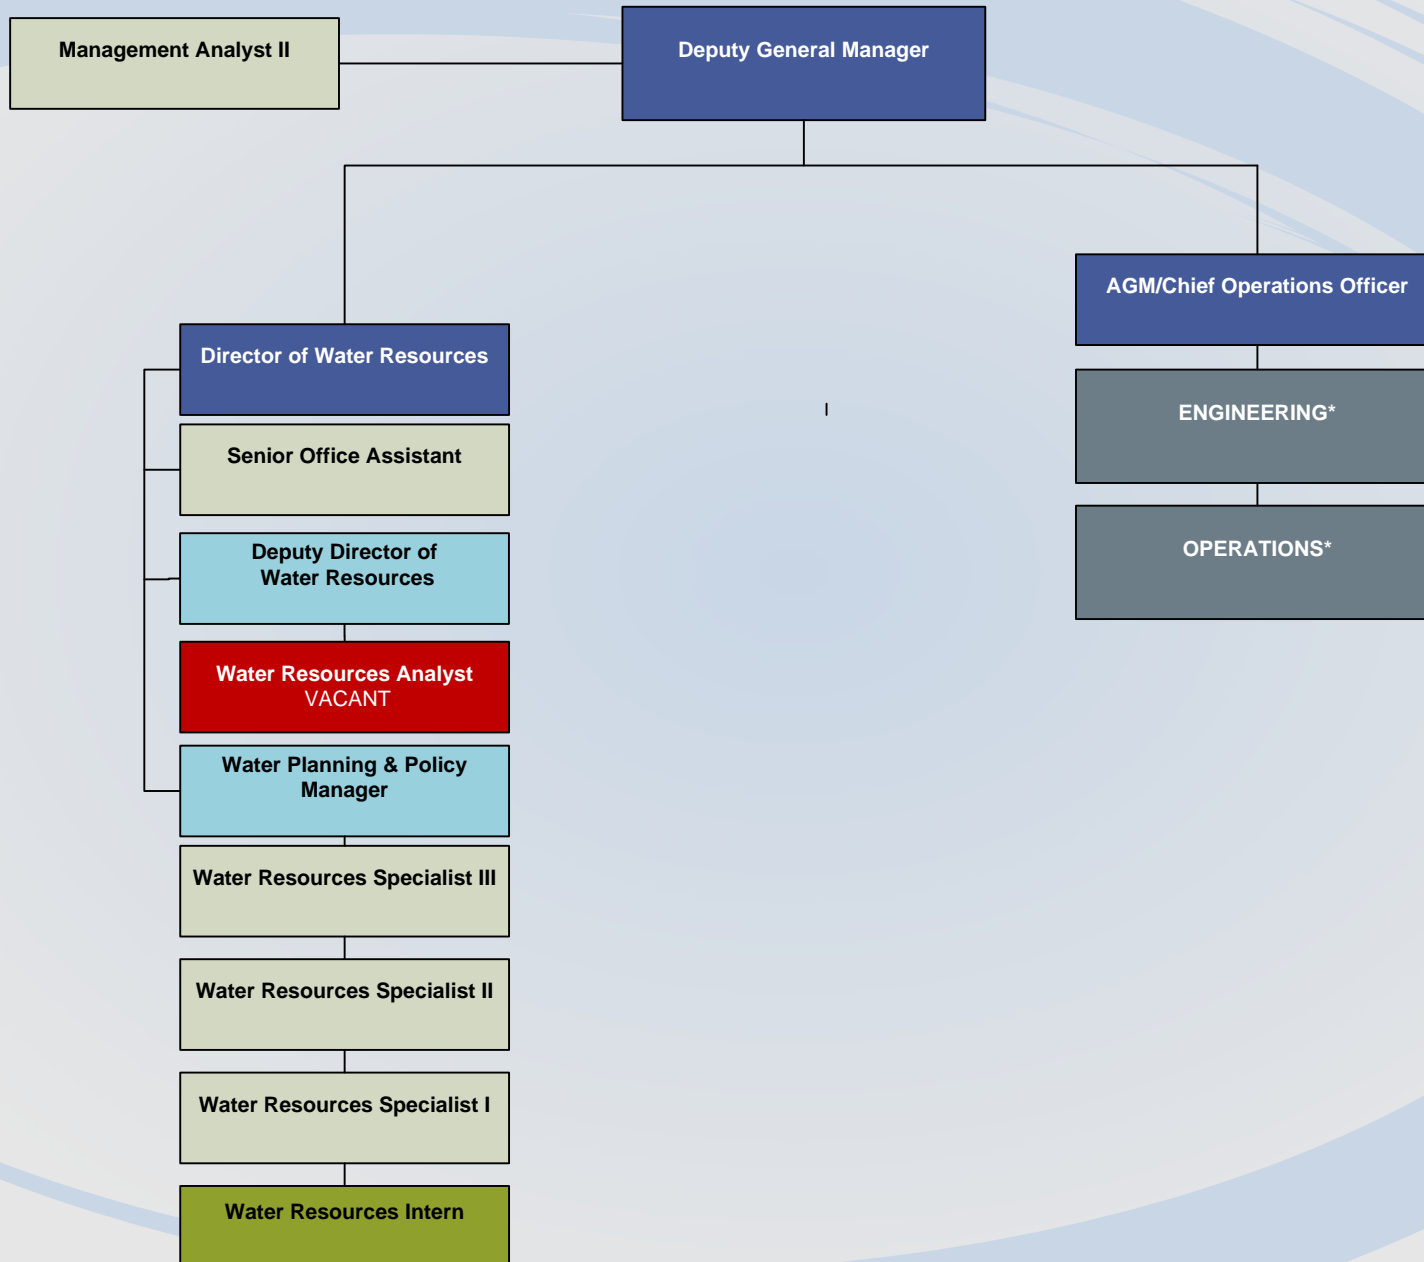 Management Analyst II
Deputy General Manager
AGM/Chief Operations Officer
Director of Water Resources
ENGINEERING*
Senior Office Assistant
OPERATIONS*
Deputy Director of
Water Resources
Water Resources Analyst
VACANT
Water Planning & Policy
Manager
Water Resources Specialist III
Water Resources Specialist II
Water Resources Specialist I
Water Resources Intern